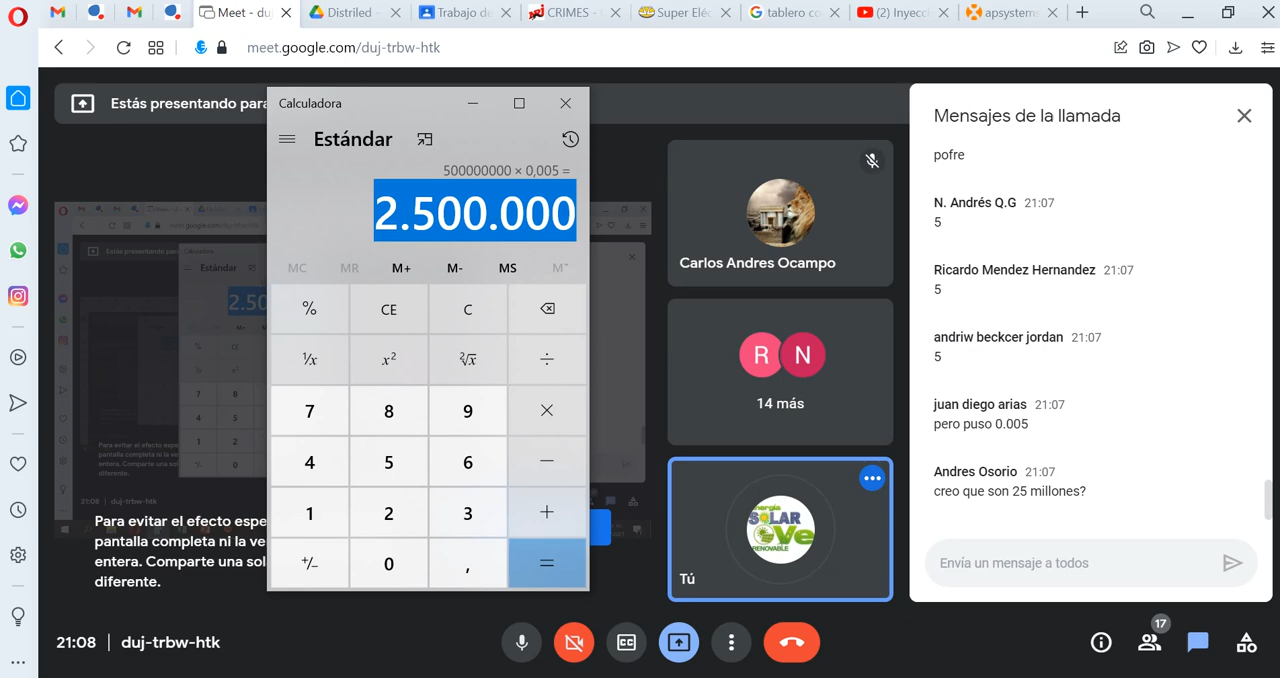 Meet - duj
Distriled -
Trabajo de
CRIMES -
Super Eléc
tablero co
(2) Inyecci
apsystems
meet.google.com/duj-trbw-htk
Estás presentando para
Calculadora
Estándar
500000000 × 0,005 =
2.500.000
MC MR M+ M- MS M˅
% CE C
¹/x x² ²√x ÷
7 8 9 ×
4 5 6 −
1 2 3 +
+/− 0 , =
Para evitar el efecto espe
pantalla completa ni la ve
entera. Comparte una sol
diferente.
Carlos Andres Ocampo
R N
14 más
Energia
SOLAR
Ve
RENOVABLE
Tú
Mensajes de la llamada
pofre
N. Andrés Q.G 21:07
5
Ricardo Mendez Hernandez 21:07
5
andriw beckcer jordan 21:07
5
juan diego arias 21:07
pero puso 0.005
Andres Osorio 21:07
creo que son 25 millones?
Envía un mensaje a todos
21:08 | duj-trbw-htk
17